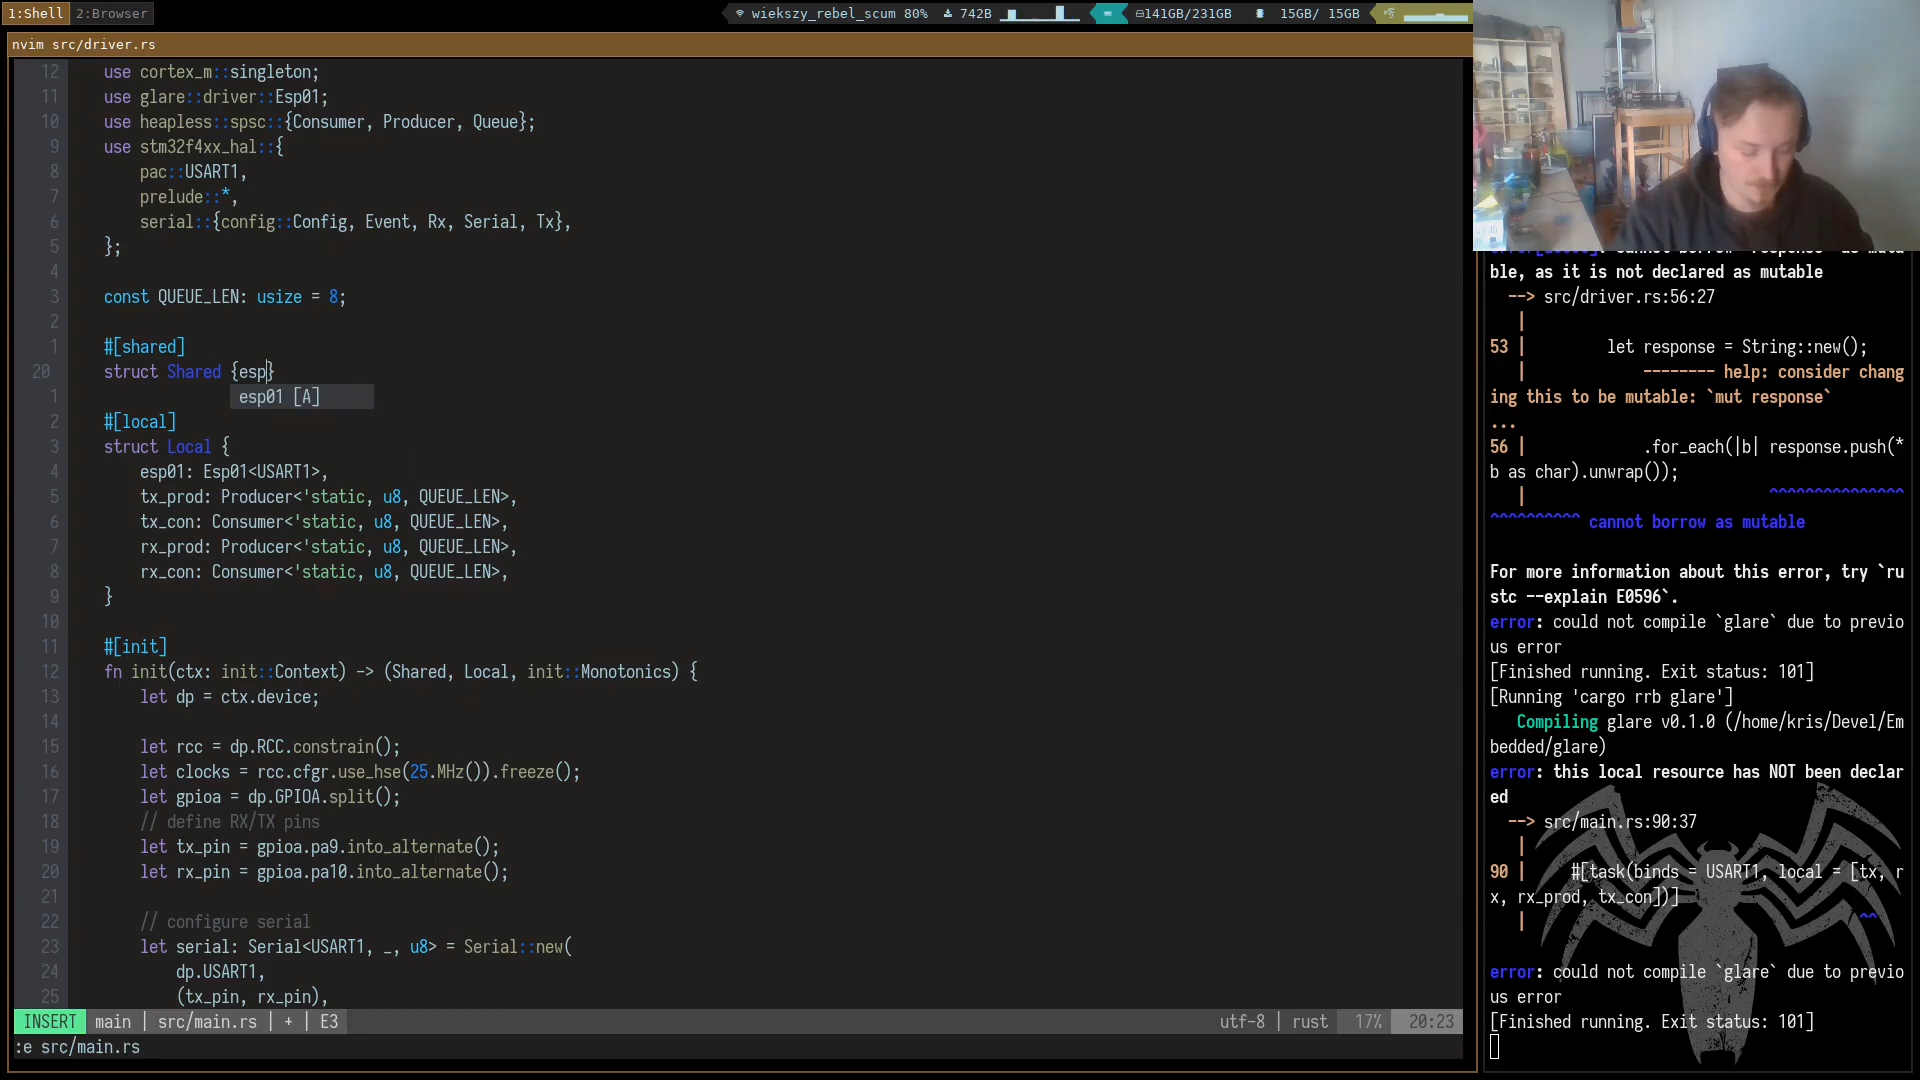 1:Shell 2:Browser
wiekszy_rebel_scum 80% 742B 141GB/231GB 15GB/ 15GB
nvim src/driver.rs
12 use cortex_m::singleton;
11 use glare::driver::Esp01;
10 use heapless::spsc::{Consumer, Producer, Queue};
9 use stm32f4xx_hal::{
8 pac::USART1,
7 prelude::*,
6 serial::{config::Config, Event, Rx, Serial, Tx},
5 };
4
3 const QUEUE_LEN: usize = 8;
2
1 #[shared]
20 struct Shared {esp}
1 esp01 [A]
2 #[local]
3 struct Local {
4 esp01: Esp01<USART1>,
5 tx_prod: Producer<'static, u8, QUEUE_LEN>,
6 tx_con: Consumer<'static, u8, QUEUE_LEN>,
7 rx_prod: Producer<'static, u8, QUEUE_LEN>,
8 rx_con: Consumer<'static, u8, QUEUE_LEN>,
9 }
10
11 #[init]
12 fn init(ctx: init::Context) -> (Shared, Local, init::Monotonics) {
13 let dp = ctx.device;
14
15 let rcc = dp.RCC.constrain();
16 let clocks = rcc.cfgr.use_hse(25.MHz()).freeze();
17 let gpioa = dp.GPIOA.split();
18 // define RX/TX pins
19 let tx_pin = gpioa.pa9.into_alternate();
20 let rx_pin = gpioa.pa10.into_alternate();
21
22 // configure serial
23 let serial: Serial<USART1, _, u8> = Serial::new(
24 dp.USART1,
25 (tx_pin, rx_pin),
INSERT main | src/main.rs | + | E3 utf-8 | rust 17% 20:23
:e src/main.rs
ble, as it is not declared as mutable
--> src/driver.rs:56:27
|
53 | let response = String::new();
| -------- help: consider chang
ing this to be mutable: `mut response`
...
56 | .for_each(|b| response.push(*
b as char).unwrap());
| ^^^^^^^^^^^^^^^
^^^^^^^^^^ cannot borrow as mutable
For more information about this error, try `ru
stc --explain E0596`.
error: could not compile `glare` due to previo
us error
[Finished running. Exit status: 101]
[Running 'cargo rrb glare']
Compiling glare v0.1.0 (/home/kris/Devel/Em
bedded/glare)
error: this local resource has NOT been declar
ed
--> src/main.rs:90:37
|
90 | #[task(binds = USART1, local = [tx, r
x, rx_prod, tx_con])]
| ^^
error: could not compile `glare` due to previo
us error
[Finished running. Exit status: 101]